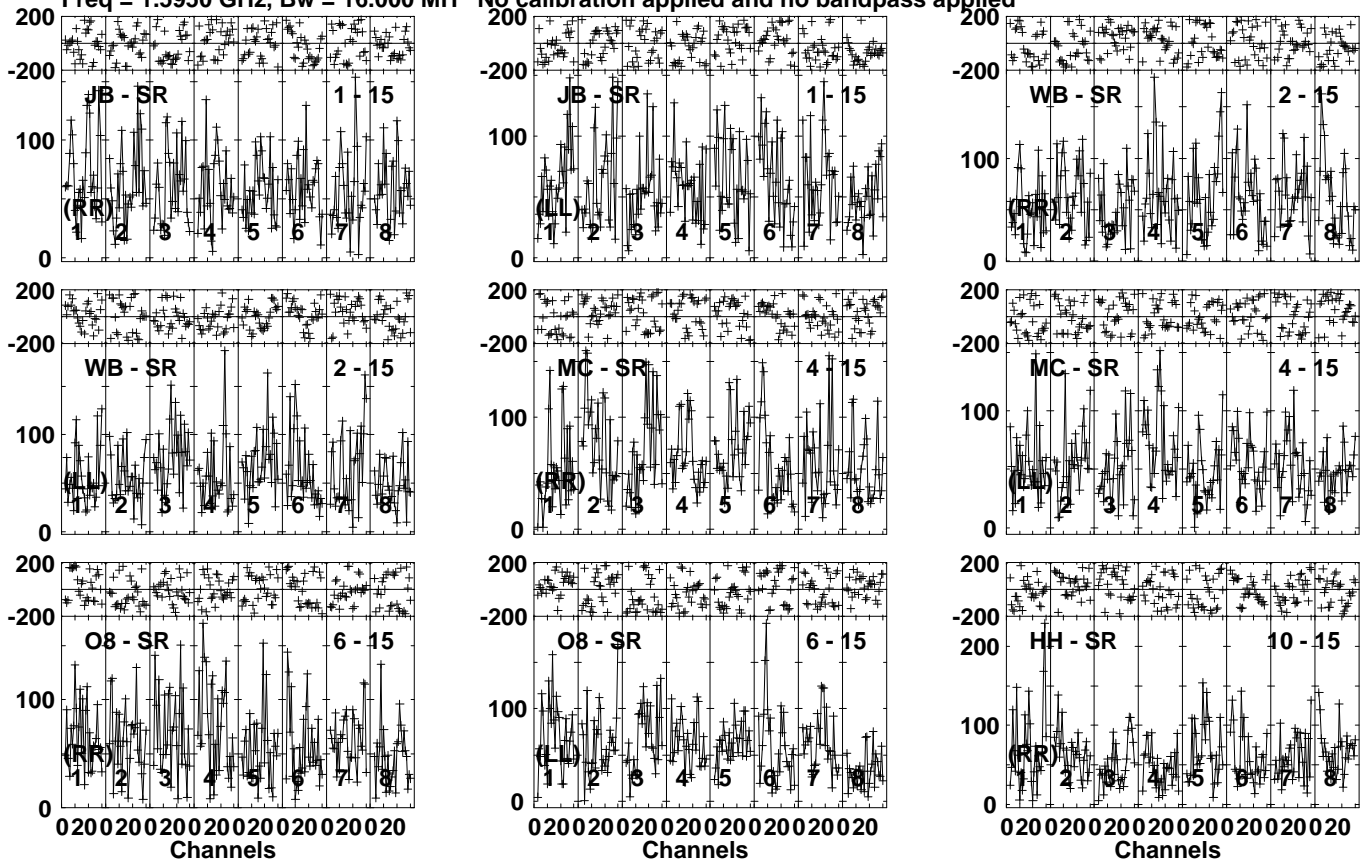 Freq = 1.5950 GHz, Bw = 16.000 MH No calibration applied and no bandpass applied
200
-200
JB - SR 1 - 15
100
(RR)
1 2 3 4 5 6 7 8
0
200
-200
JB - SR 1 - 15
100
(LL)
1 2 3 4 5 6 7 8
0
200
-200
WB - SR 2 - 15
100
(RR)
1 2 3 4 5 6 7 8
0
200
-200
WB - SR 2 - 15
100
(LL)
1 2 3 4 5 6 7 8
0
200
-200
MC - SR 4 - 15
100
(RR)
1 2 3 4 5 6 7 8
0
200
-200
MC - SR 4 - 15
100
(LL)
1 2 3 4 5 6 7 8
0
200
-200
O8 - SR 6 - 15
100
(RR)
1 2 3 4 5 6 7 8
0
020020020020020020020020
Channels
200
-200
O8 - SR 6 - 15
100
(LL)
1 2 3 4 5 6 7 8
0
020020020020020020020020
Channels
200
-200
200
HH - SR 10 - 15
100
(RR)
1 2 3 4 5 6 7 8
0
020020020020020020020020
Channels